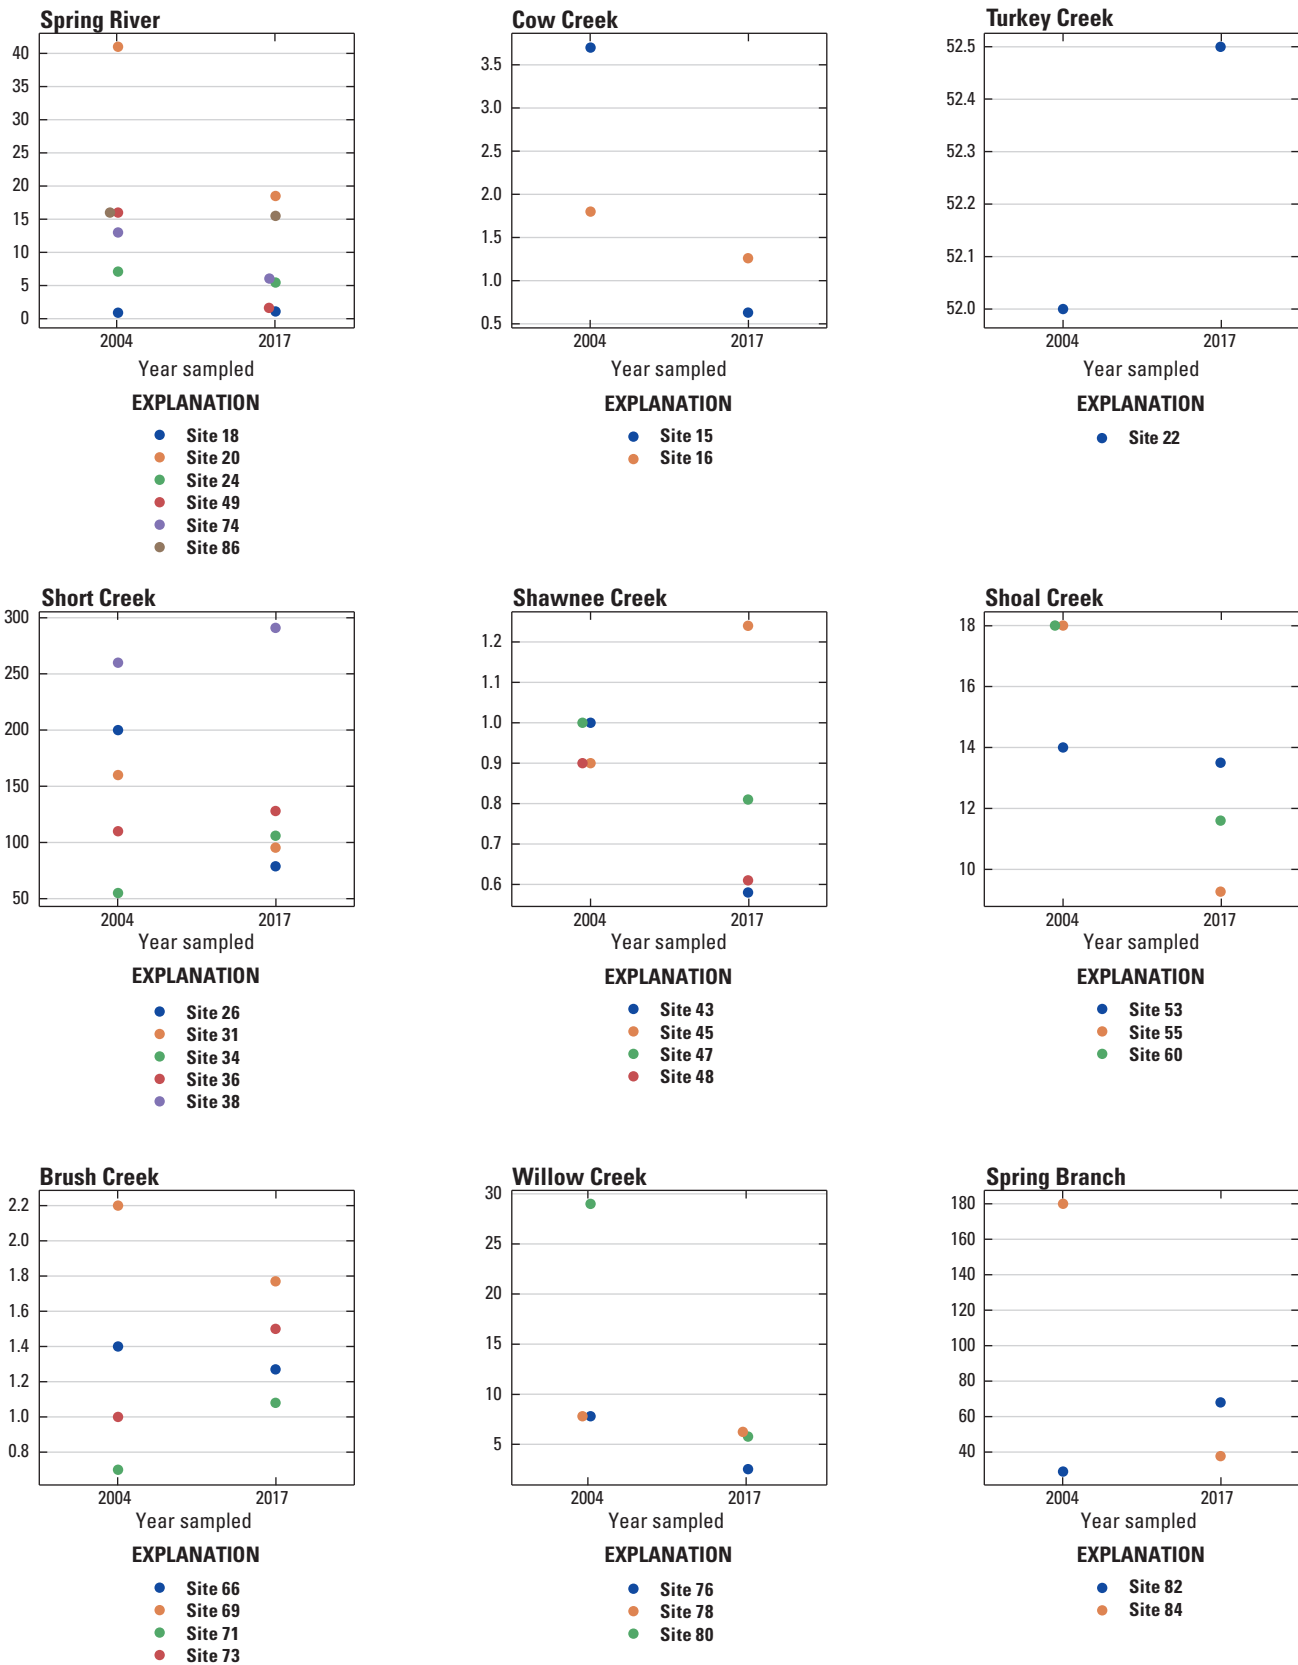 Spring River
40
35
30
25
20
15
10
5
0
2004 2017
Year sampled
EXPLANATION
Site 18
Site 20
Site 24
Site 49
Site 74
Site 86
Cow Creek
3.5
3.0
2.5
2.0
1.5
1.0
0.5
2004 2017
Year sampled
EXPLANATION
Site 15
Site 16
Turkey Creek
52.5
52.4
52.3
52.2
52.1
52.0
2004 2017
Year sampled
EXPLANATION
Site 22
Short Creek
300
250
200
150
100
50
2004 2017
Year sampled
EXPLANATION
Site 26
Site 31
Site 34
Site 36
Site 38
Shawnee Creek
1.2
1.1
1.0
0.9
0.8
0.7
0.6
2004 2017
Year sampled
EXPLANATION
Site 43
Site 45
Site 47
Site 48
Shoal Creek
18
16
14
12
10
2004 2017
Year sampled
EXPLANATION
Site 53
Site 55
Site 60
Brush Creek
2.2
2.0
1.8
1.6
1.4
1.2
1.0
0.8
2004 2017
Year sampled
EXPLANATION
Site 66
Site 69
Site 71
Site 73
Willow Creek
30
25
20
15
10
5
2004 2017
Year sampled
EXPLANATION
Site 76
Site 78
Site 80
Spring Branch
180
160
140
120
100
80
60
40
2004 2017
Year sampled
EXPLANATION
Site 82
Site 84